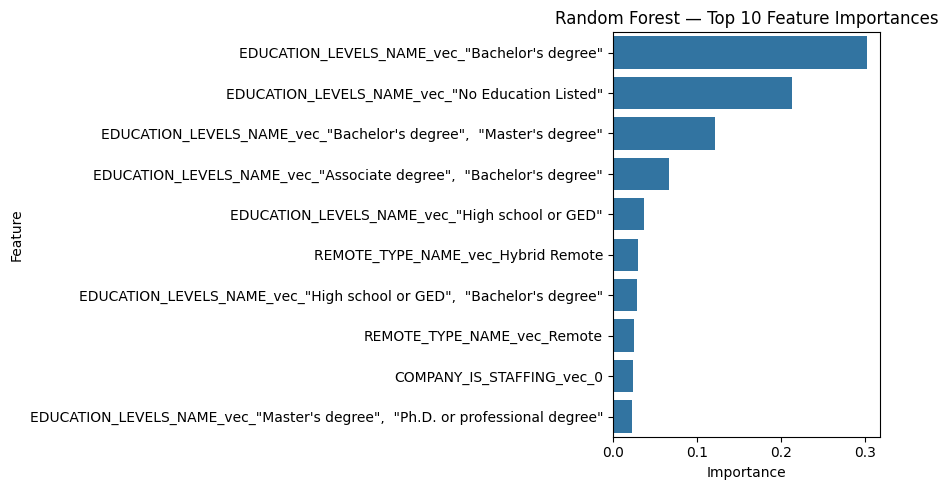 Random Forest — Top 10 Feature Importances
EDUCATION_LEVELS_NAME_vec_"Bachelor's degree"
EDUCATION_LEVELS_NAME_vec_"No Education Listed"
EDUCATION_LEVELS_NAME_vec_"Bachelor's degree",  "Master's degree"
EDUCATION_LEVELS_NAME_vec_"Associate degree",  "Bachelor's degree"
EDUCATION_LEVELS_NAME_vec_"High school or GED"
REMOTE_TYPE_NAME_vec_Hybrid Remote
EDUCATION_LEVELS_NAME_vec_"High school or GED",  "Bachelor's degree"
REMOTE_TYPE_NAME_vec_Remote
COMPANY_IS_STAFFING_vec_0
EDUCATION_LEVELS_NAME_vec_"Master's degree",  "Ph.D. or professional degree"
Feature
0.0 0.1 0.2 0.3
Importance